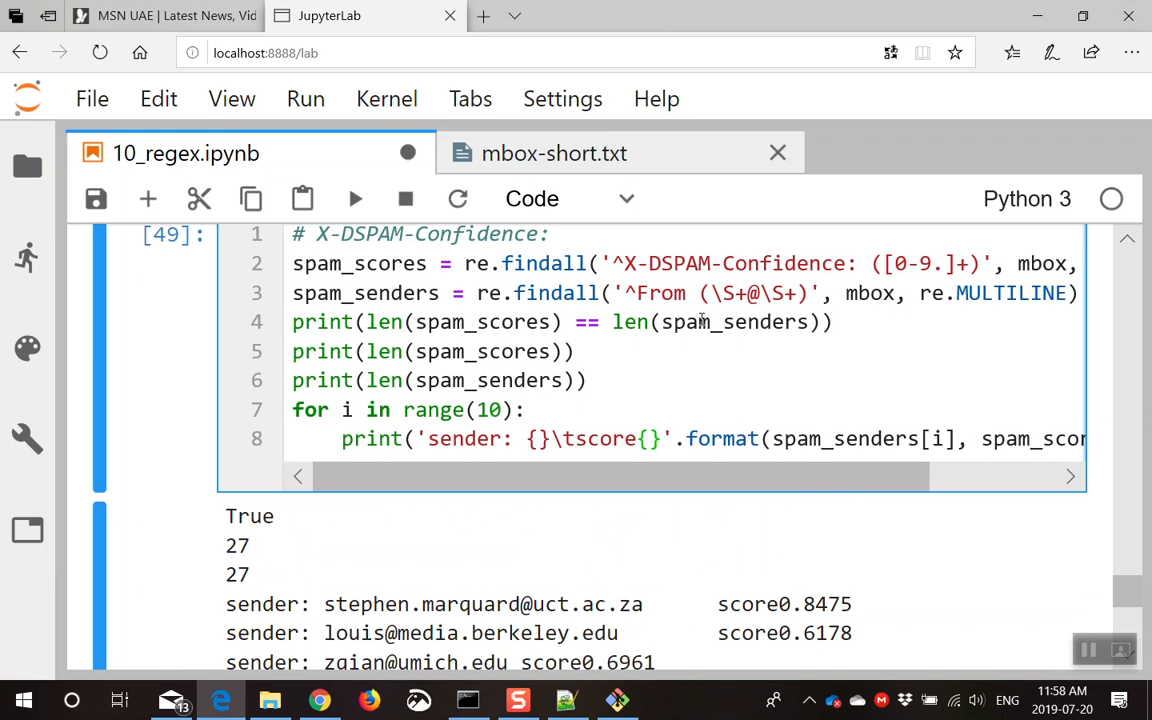 MSN UAE | Latest News, Vid
JupyterLab
localhost:8888/lab
File Edit View Run Kernel Tabs Settings Help
10_regex.ipynb
mbox-short.txt
Code
Python 3
[49]:
1 # X-DSPAM-Confidence:
2 spam_scores = re.findall('^X-DSPAM-Confidence: ([0-9.]+)', mbox,
3 spam_senders = re.findall('^From (\S+@\S+)', mbox, re.MULTILINE)
4 print(len(spam_scores) == len(spam_senders))
5 print(len(spam_scores))
6 print(len(spam_senders))
7 for i in range(10):
8 print('sender: {}\tscore{}'.format(spam_senders[i], spam_scor
True
27
27
sender: stephen.marquard@uct.ac.za score0.8475
sender: louis@media.berkeley.edu score0.6178
sender: zqian@umich.edu score0.6961
13
ENG
11:58 AM
2019-07-20